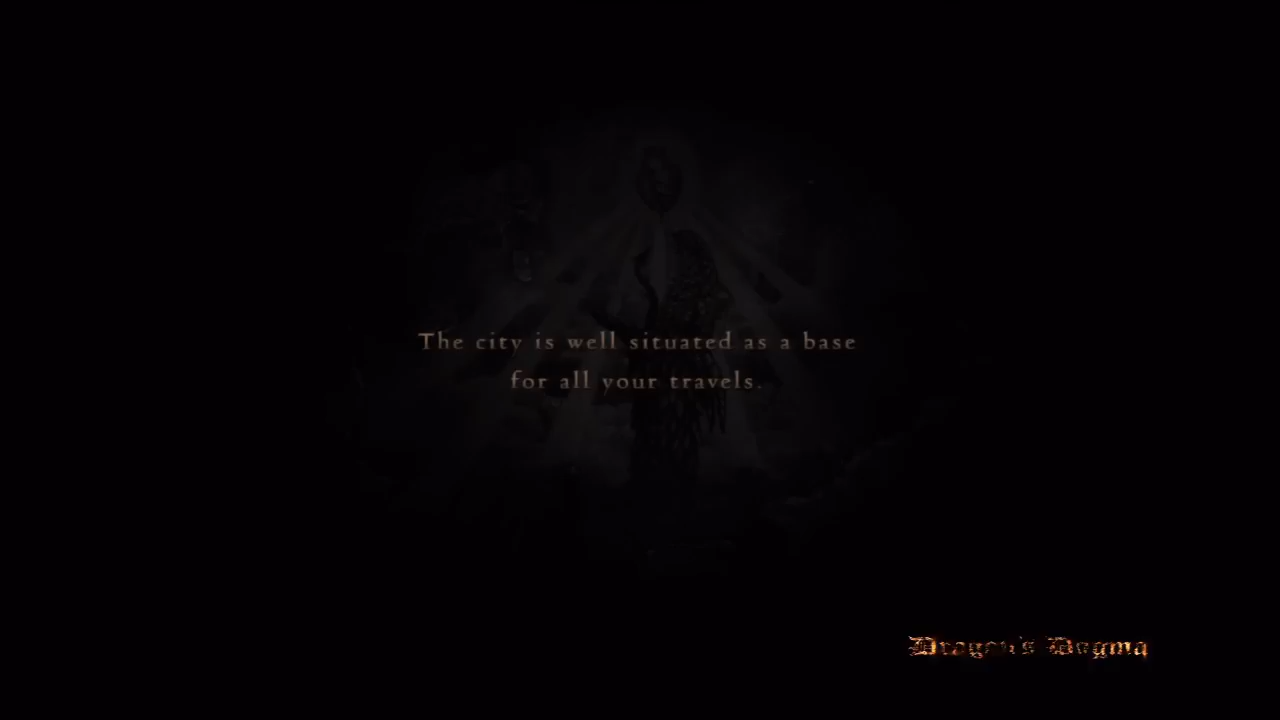 The city is well situated as a base
for all your travels.
Dragon's Dogma